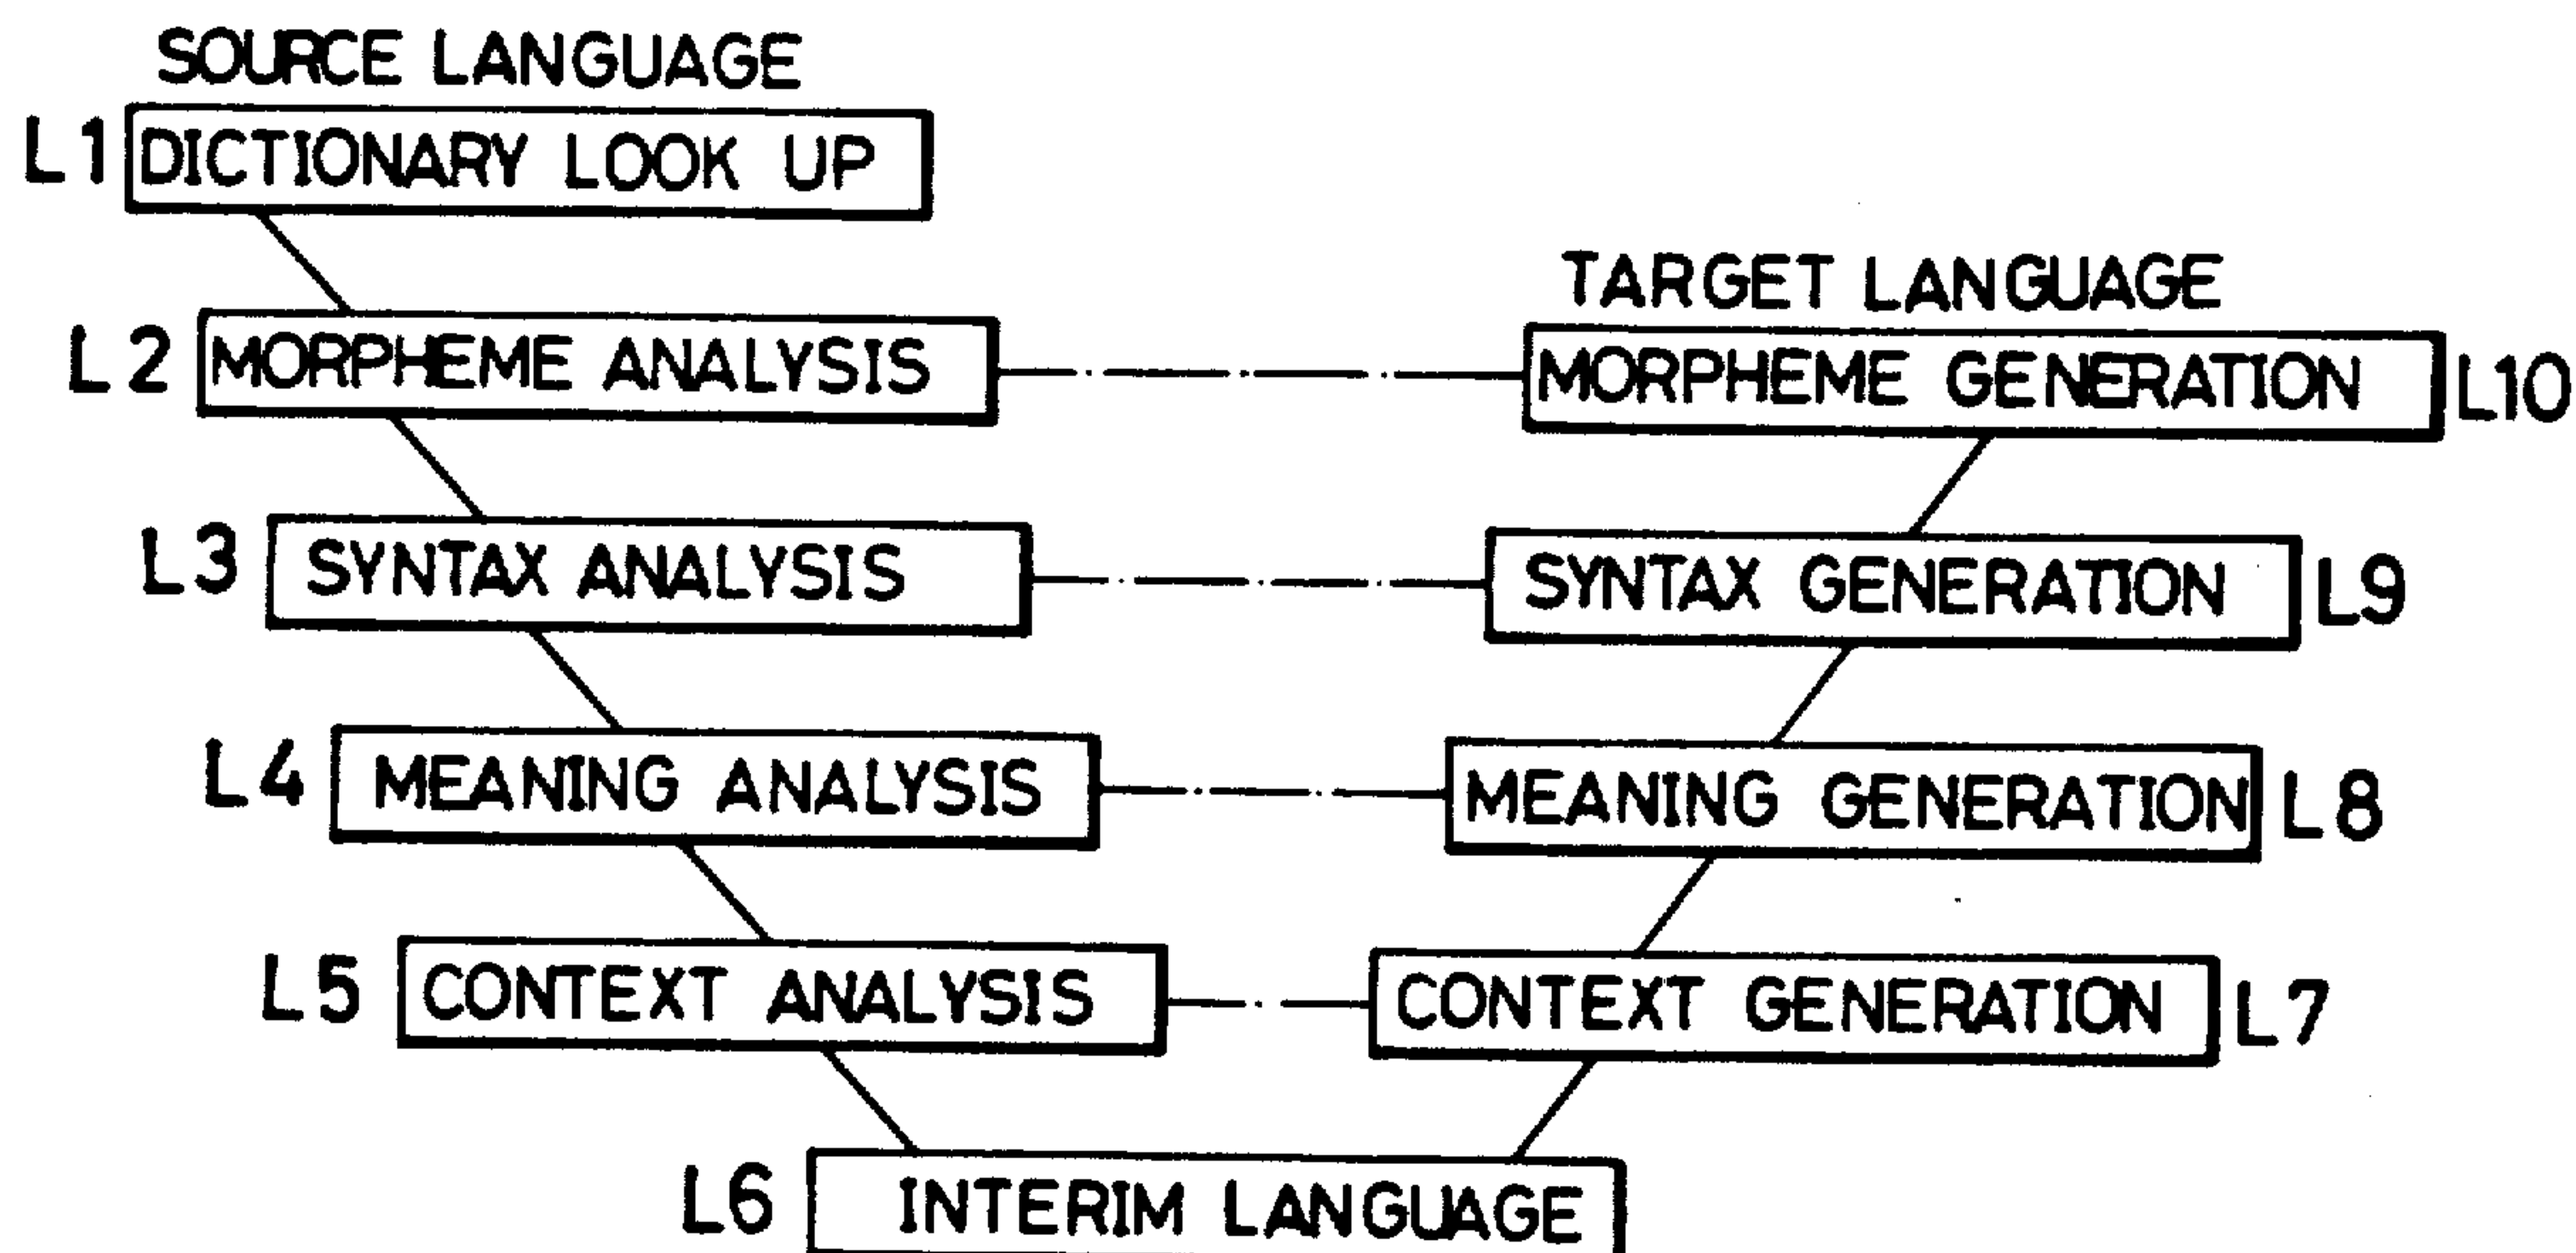 SOURCE LANGUAGE
L1 DICTIONARY LOOK UP
TARGET LANGUAGE
L2 MORPHEME ANALYSIS MORPHEME GENERATION L10
L3 SYNTAX ANALYSIS SYNTAX GENERATION L9
L4 MEANING ANALYSIS MEANING GENERATION L8
L5 CONTEXT ANALYSIS CONTEXT GENERATION L7
L6 INTERIM LANGUAGE